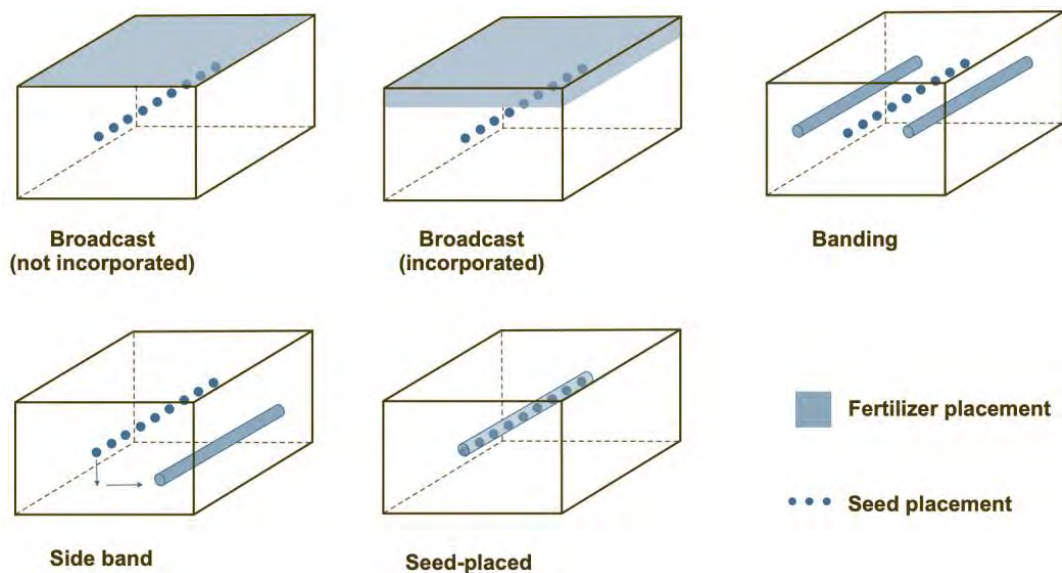 Broadcast
(not incorporated)
Broadcast
(incorporated)
Banding
Side band
Seed-placed
Fertilizer placement
Seed placement